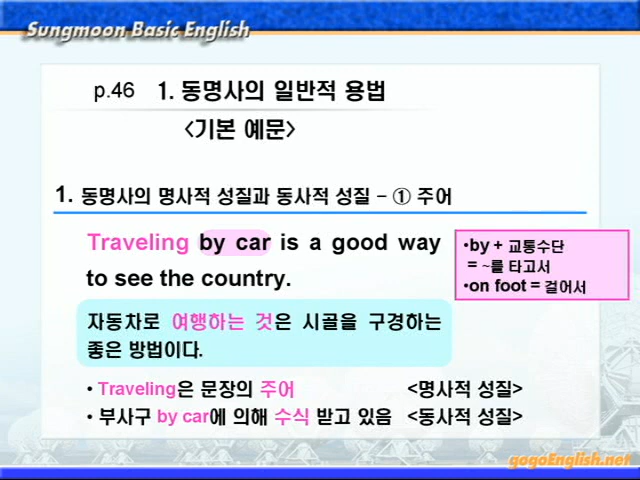 Sungmoon Basic English
p.46 1. 동명사의 일반적 용법
<기본 예문>
1. 동명사의 명사적 성질과 동사적 성질 - ① 주어
Traveling by car is a good way
to see the country.
•by + 교통수단
= ~를 타고서
•on foot = 걸어서
자동차로 여행하는 것은 시골을 구경하는
좋은 방법이다.
• Traveling은 문장의 주어 <명사적 성질>
• 부사구 by car에 의해 수식 받고 있음 <동사적 성질>
gogoEnglish.net